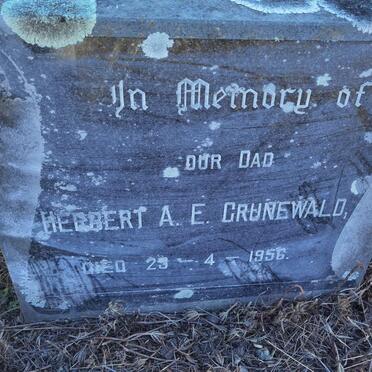 In Memory of
OUR DAD
HERBERT A. E. GRUNEWALD,
DIED 29 – 4 – 1956.